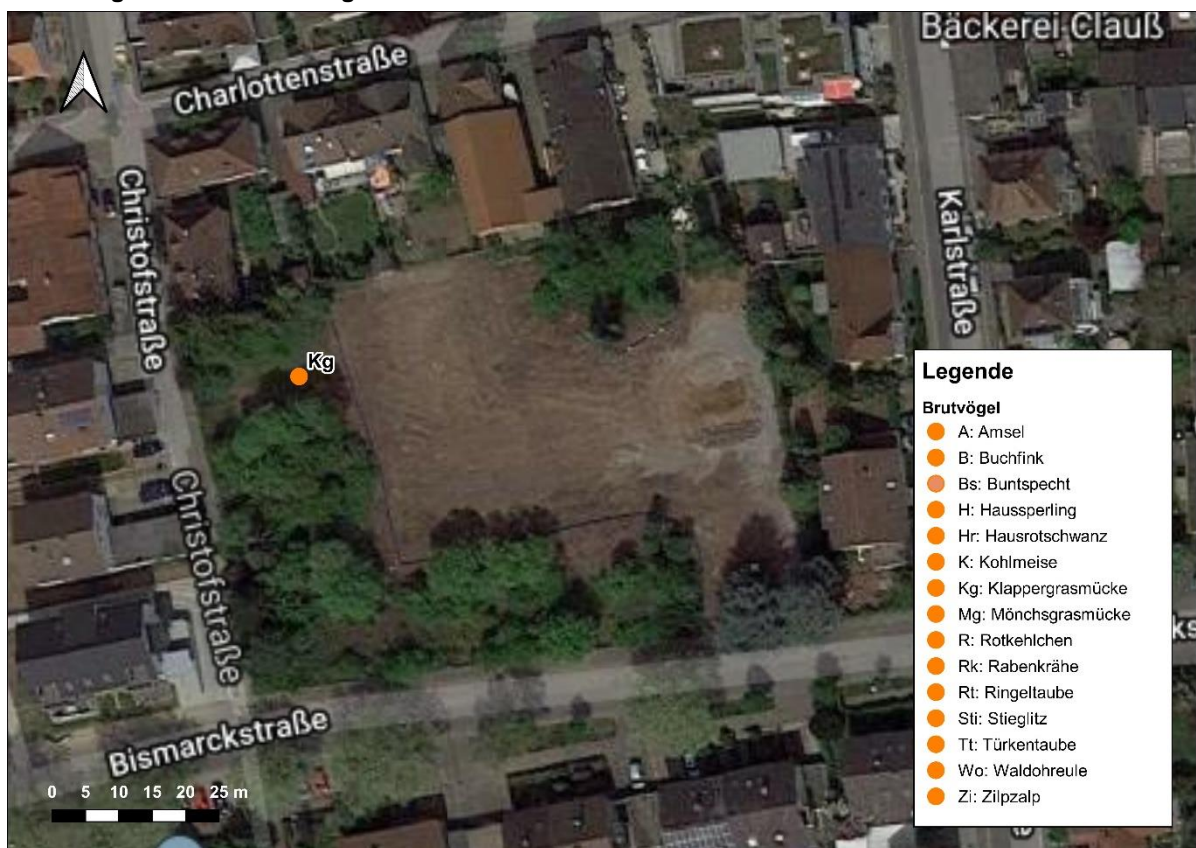 Bäckerei Clauß
Charlottenstraße
Christofstraße
Karlstraße
Kg
Christofstraße
Bismarckstraße
0 5 10 15 20 25 m
Legende
Brutvögel
A: Amsel
B: Buchfink
Bs: Buntspecht
H: Haussperling
Hr: Hausrotschwanz
K: Kohlmeise
Kg: Klappergrasmücke
Mg: Mönchsgrasmücke
R: Rotkehlchen
Rk: Rabenkrähe
Rt: Ringeltaube
Sti: Stieglitz
Tt: Türkentaube
Wo: Waldohreule
Zi: Zilpzalp